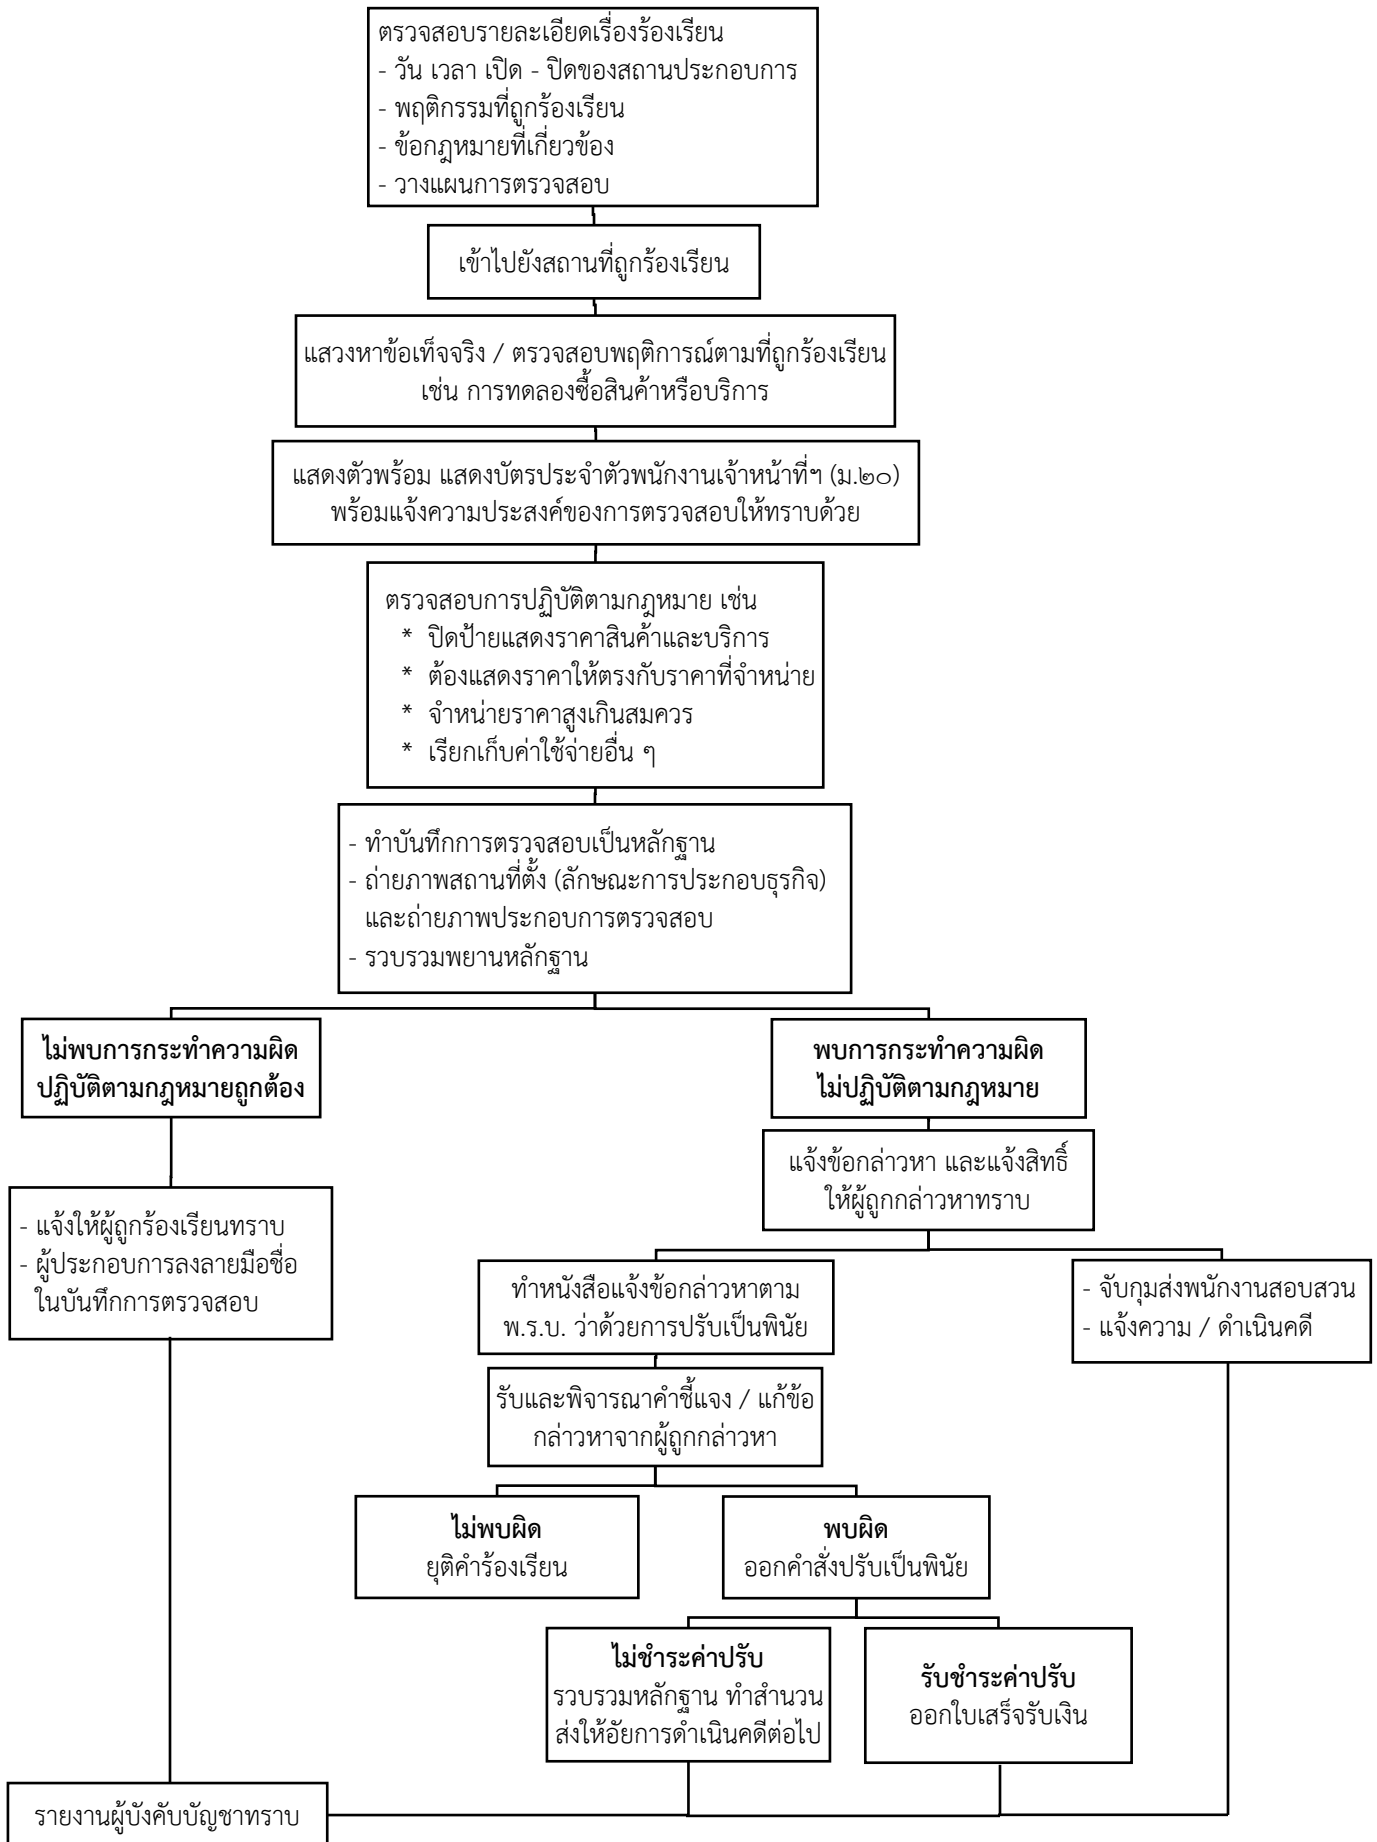 ตรวจสอบรายละเอียดเรื่องร้องเรียน
- วัน เวลา เปิด - ปิดของสถานประกอบการ
- พฤติกรรมที่ถูกร้องเรียน
- ข้อกฎหมายที่เกี่ยวข้อง
- วางแผนการตรวจสอบ
เข้าไปยังสถานที่ถูกร้องเรียน
แสวงหาข้อเท็จจริง / ตรวจสอบพฤติการณ์ตามที่ถูกร้องเรียน
เช่น การทดลองซื้อสินค้าหรือบริการ
แสดงตัวพร้อม แสดงบัตรประจำตัวพนักงานเจ้าหน้าที่ฯ (ม.๒๐)
พร้อมแจ้งความประสงค์ของการตรวจสอบให้ทราบด้วย
ตรวจสอบการปฏิบัติตามกฎหมาย เช่น
* ปิดป้ายแสดงราคาสินค้าและบริการ
* ต้องแสดงราคาให้ตรงกับราคาที่จำหน่าย
* จำหน่ายราคาสูงเกินสมควร
* เรียกเก็บค่าใช้จ่ายอื่น ๆ
- ทำบันทึกการตรวจสอบเป็นหลักฐาน
- ถ่ายภาพสถานที่ตั้ง (ลักษณะการประกอบธุรกิจ)
และถ่ายภาพประกอบการตรวจสอบ
- รวบรวมพยานหลักฐาน
ไม่พบการกระทำความผิด
ปฏิบัติตามกฎหมายถูกต้อง
พบการกระทำความผิด
ไม่ปฏิบัติตามกฎหมาย
แจ้งข้อกล่าวหา และแจ้งสิทธิ์
ให้ผู้ถูกกล่าวหาทราบ
- แจ้งให้ผู้ถูกร้องเรียนทราบ
- ผู้ประกอบการลงลายมือชื่อ
ในบันทึกการตรวจสอบ
ทำหนังสือแจ้งข้อกล่าวหาตาม
พ.ร.บ. ว่าด้วยการปรับเป็นพินัย
- จับกุมส่งพนักงานสอบสวน
- แจ้งความ / ดำเนินคดี
รับและพิจารณาคำชี้แจง / แก้ข้อ
กล่าวหาจากผู้ถูกกล่าวหา
ไม่พบผิด
ยุติคำร้องเรียน
พบผิด
ออกคำสั่งปรับเป็นพินัย
ไม่ชำระค่าปรับ
รวบรวมหลักฐาน ทำสำนวน
ส่งให้อัยการดำเนินคดีต่อไป
รับชำระค่าปรับ
ออกใบเสร็จรับเงิน
รายงานผู้บังคับบัญชาทราบ